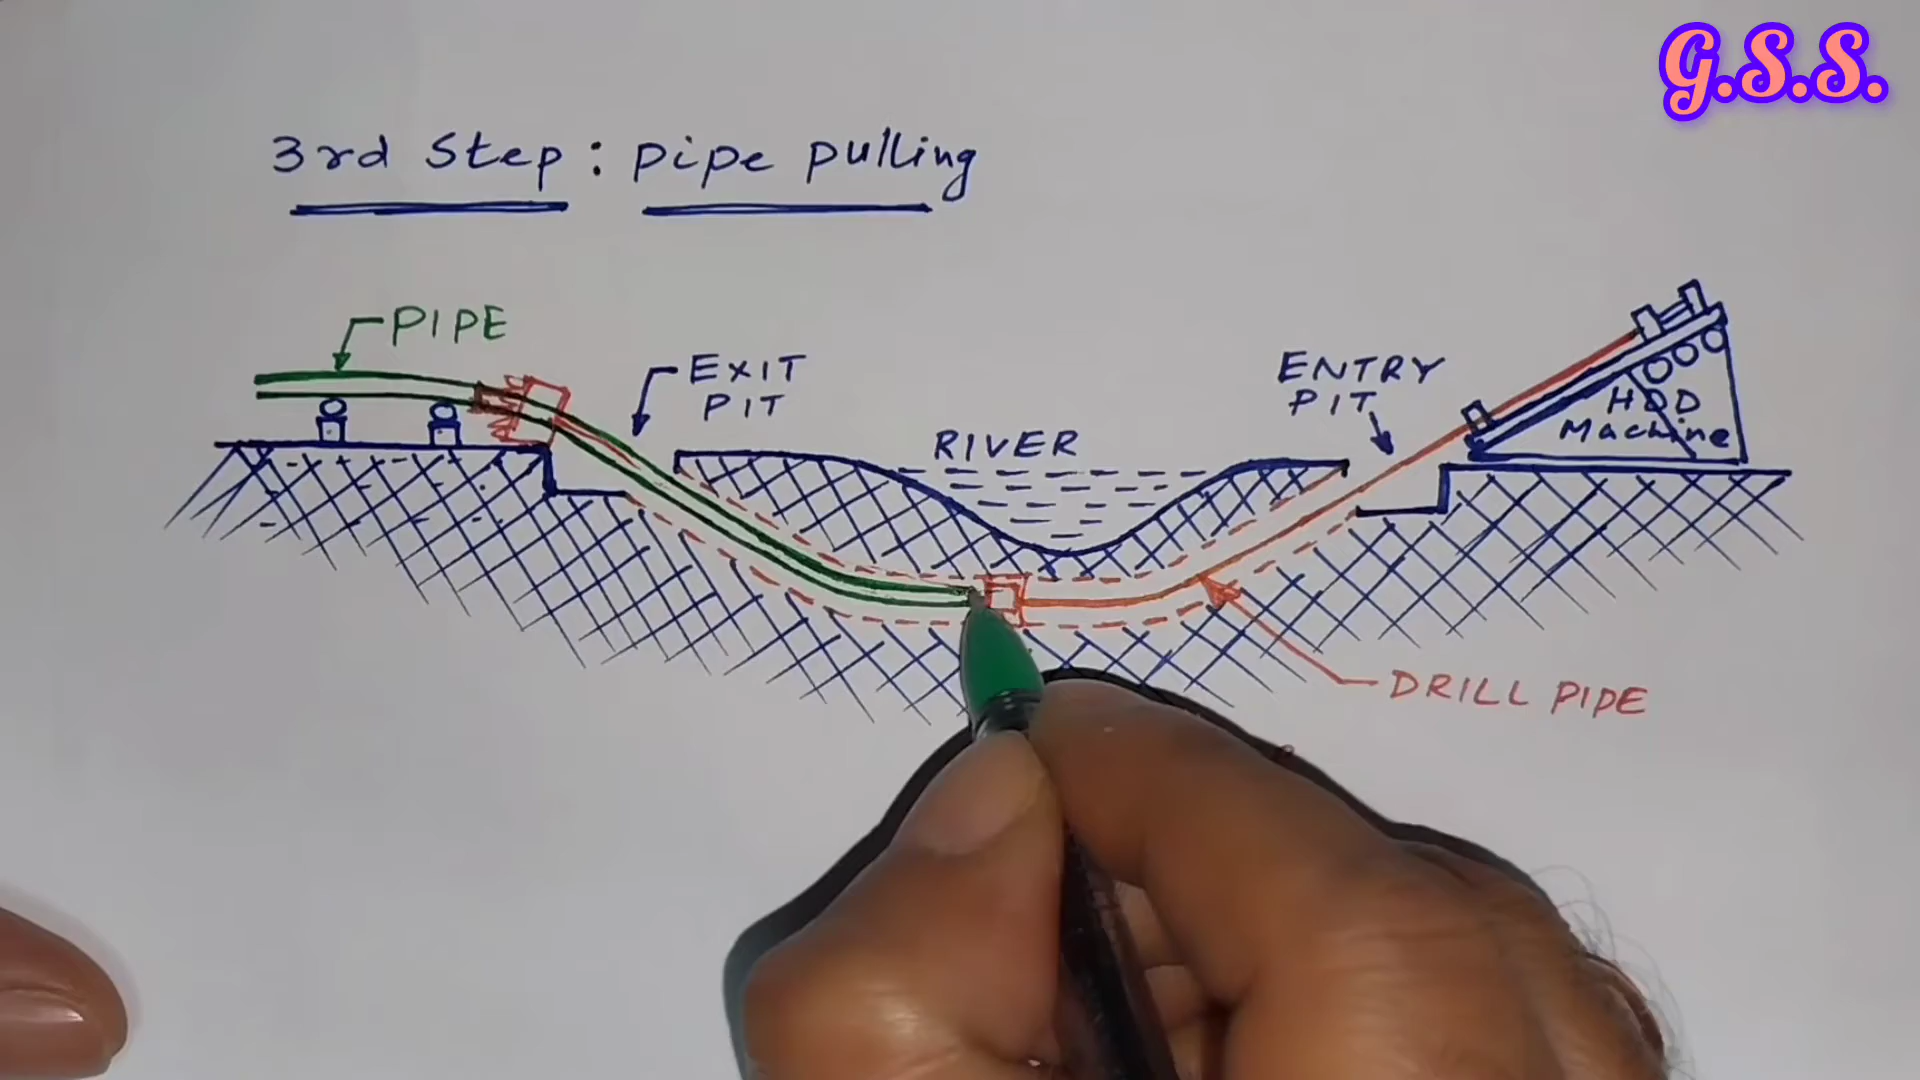 G.S.S.
3rd Step: pipe pulling
PIPE
EXIT
PIT
RIVER
ENTRY
PIT
HDD
Machine
DRILL PIPE